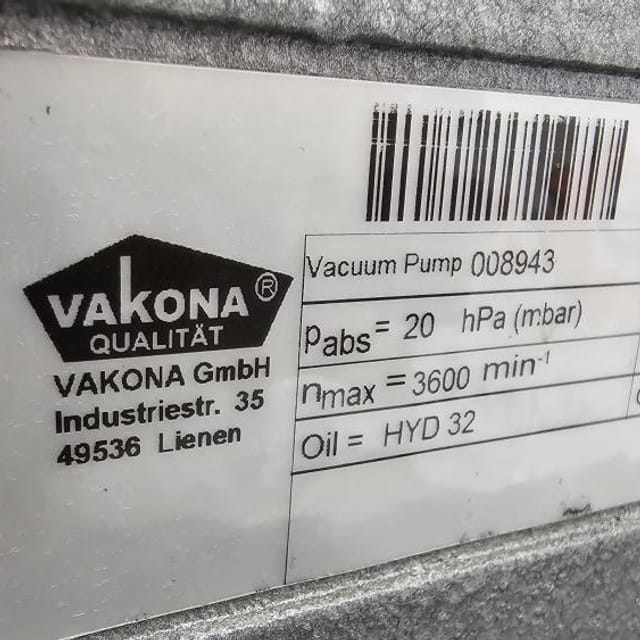 VAKONA ®
QUALITÄT
VAKONA GmbH
Industriestr. 35
49536 Lienen
Vacuum Pump 008943
pabs = 20 hPa (mbar)
nmax = 3600 min-1
Oil = HYD 32